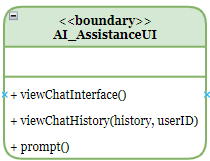 <<boundary>>
AI_AssistanceUI
+ viewChatInterface()
+ viewChatHistory(history, userID)
+ prompt()